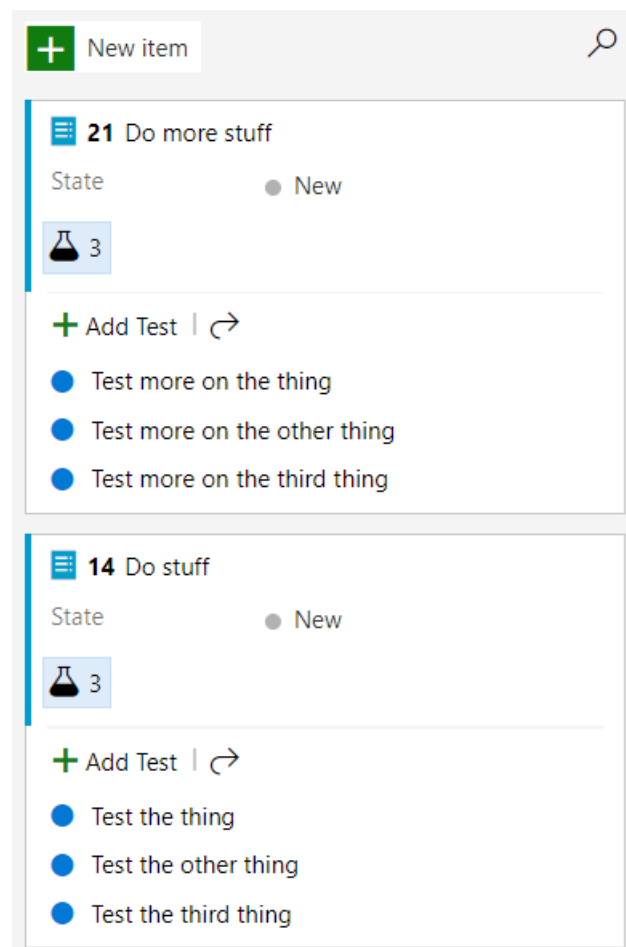 New item
21 Do more stuff
State New
3
Add Test
Test more on the thing
Test more on the other thing
Test more on the third thing
14 Do stuff
State New
3
Add Test
Test the thing
Test the other thing
Test the third thing